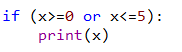 if (x>=0 or x<=5):
    print(x)